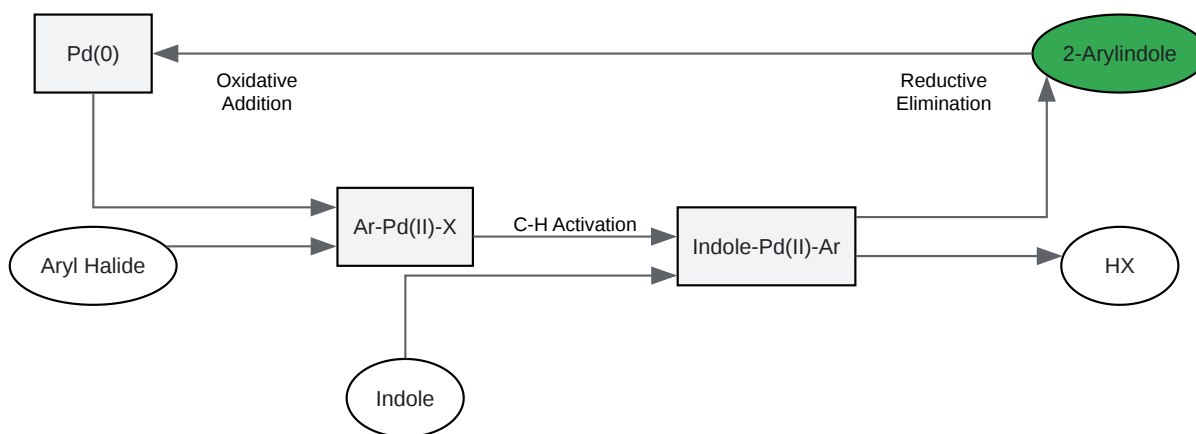 Pd(0)
2-Arylindole
Oxidative
Addition
Reductive
Elimination
Ar-Pd(II)-X
C-H Activation
Indole-Pd(II)-Ar
Aryl Halide
HX
Indole